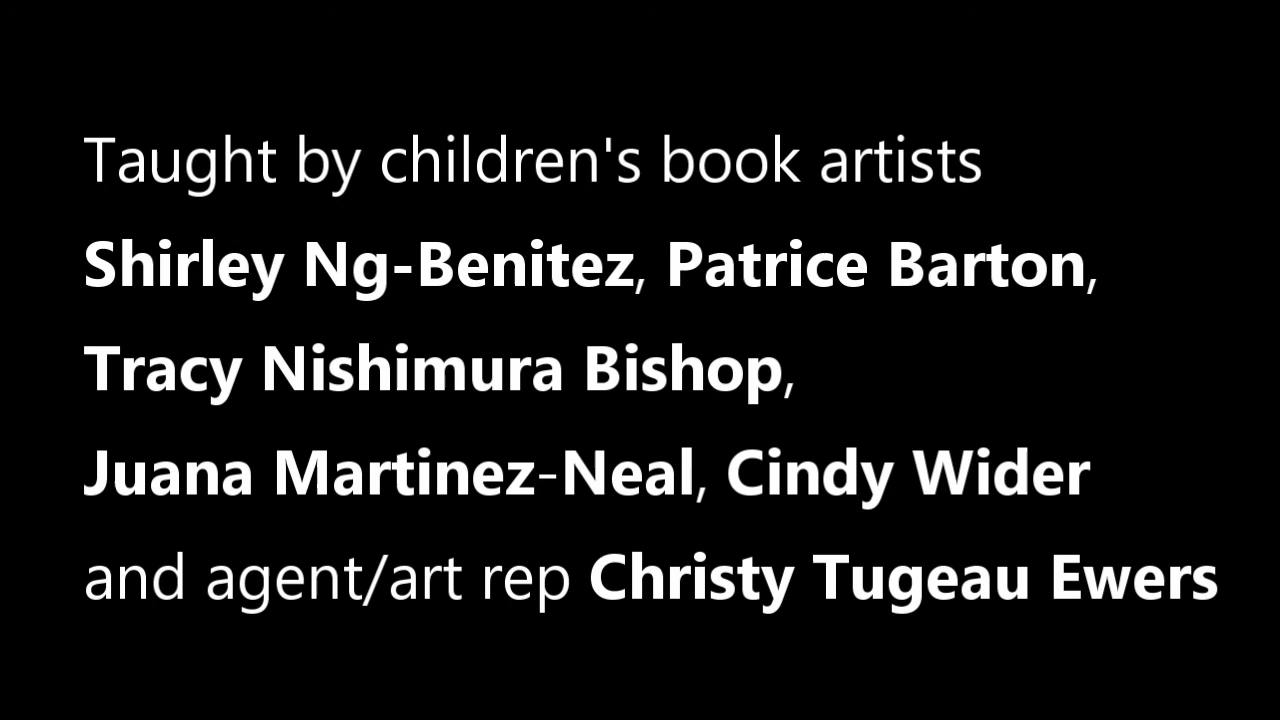 Taught by children's book artists
Shirley Ng-Benitez, Patrice Barton,
Tracy Nishimura Bishop,
Juana Martinez-Neal, Cindy Wider
and agent/art rep Christy Tugeau Ewers